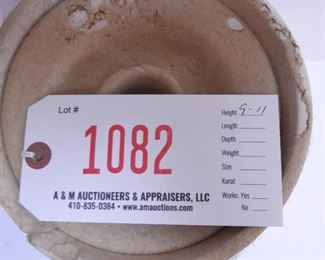 Lot #
1082
A & M AUCTIONEERS & APPRAISERS, LLC
410-835-0384 • www.amauctions.com
Height 9-11
Length
Depth
Weight
Size
Karat
Works: Yes
No